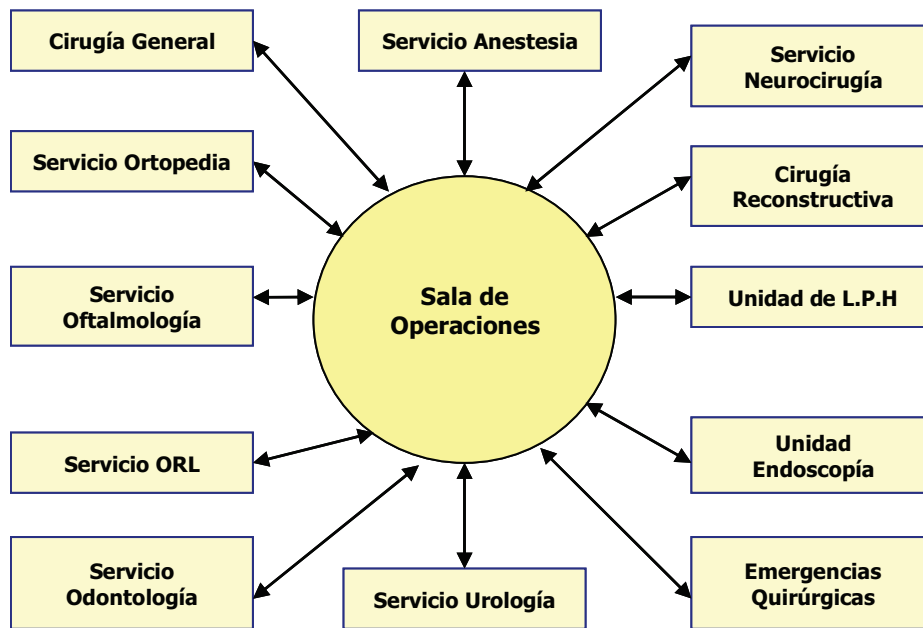 Cirugía General
Servicio Anestesia
Servicio
Neurocirugía
Servicio Ortopedia
Cirugía
Reconstructiva
Servicio
Oftalmología
Sala de
Operaciones
Unidad de L.P.H
Servicio ORL
Unidad
Endoscopía
Servicio
Odontología
Servicio Urología
Emergencias
Quirúrgicas